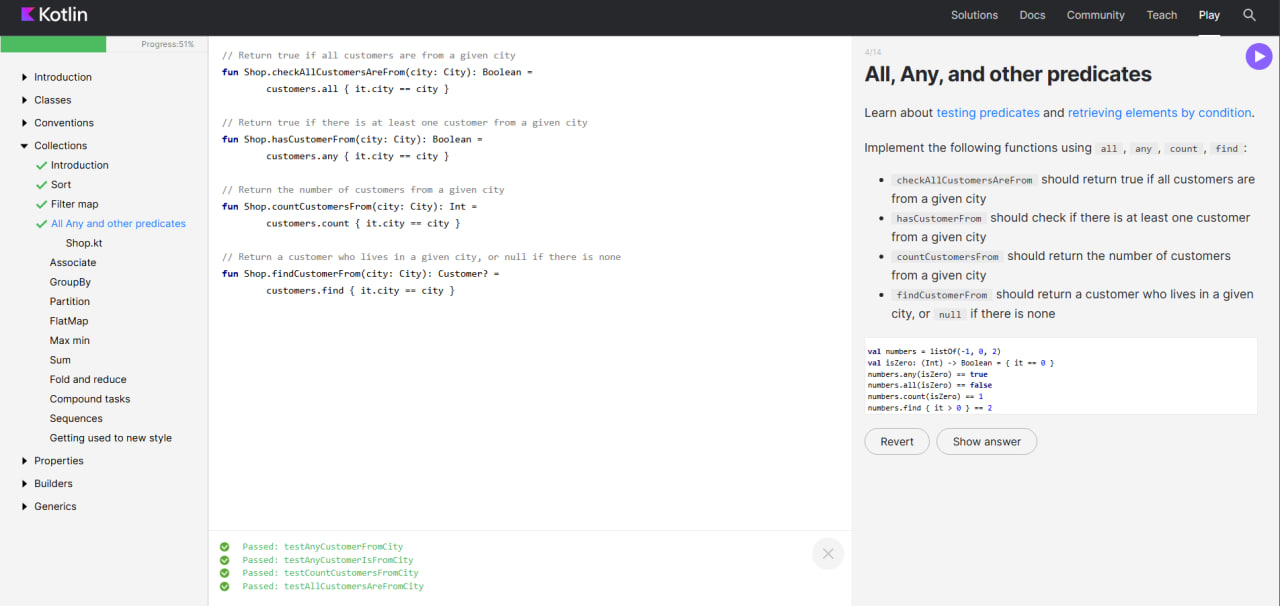 Kotlin
Solutions
Docs
Community
Teach
Play
Progress:51%
Introduction
Classes
Conventions
Collections
Introduction
Sort
Filter map
All Any and other predicates
Shop.kt
Associate
GroupBy
Partition
FlatMap
Max min
Sum
Fold and reduce
Compound tasks
Sequences
Getting used to new style
Properties
Builders
Generics
// Return true if all customers are from a given city
fun Shop.checkAllCustomersAreFrom(city: City): Boolean =
        customers.all { it.city == city }
// Return true if there is at least one customer from a given city
fun Shop.hasCustomerFrom(city: City): Boolean =
        customers.any { it.city == city }
// Return the number of customers from a given city
fun Shop.countCustomersFrom(city: City): Int =
        customers.count { it.city == city }
// Return a customer who lives in a given city, or null if there is none
fun Shop.findCustomerFrom(city: City): Customer? =
        customers.find { it.city == city }
Passed: testAnyCustomerFromCity
Passed: testAnyCustomerIsFromCity
Passed: testCountCustomersFromCity
Passed: testAllCustomersAreFromCity
4/14
All, Any, and other predicates
Learn about testing predicates and retrieving elements by condition.
Implement the following functions using all, any, count, find:
• checkAllCustomersAreFrom should return true if all customers are
from a given city
• hasCustomerFrom should check if there is at least one customer
from a given city
• countCustomersFrom should return the number of customers
from a given city
• findCustomerFrom should return a customer who lives in a given
city, or null if there is none
val numbers = listOf(-1, 0, 2)
val isZero: (Int) -> Boolean = { it == 0 }
numbers.any(isZero) == true
numbers.all(isZero) == false
numbers.count(isZero) == 1
numbers.find { it > 0 } == 2
Revert
Show answer